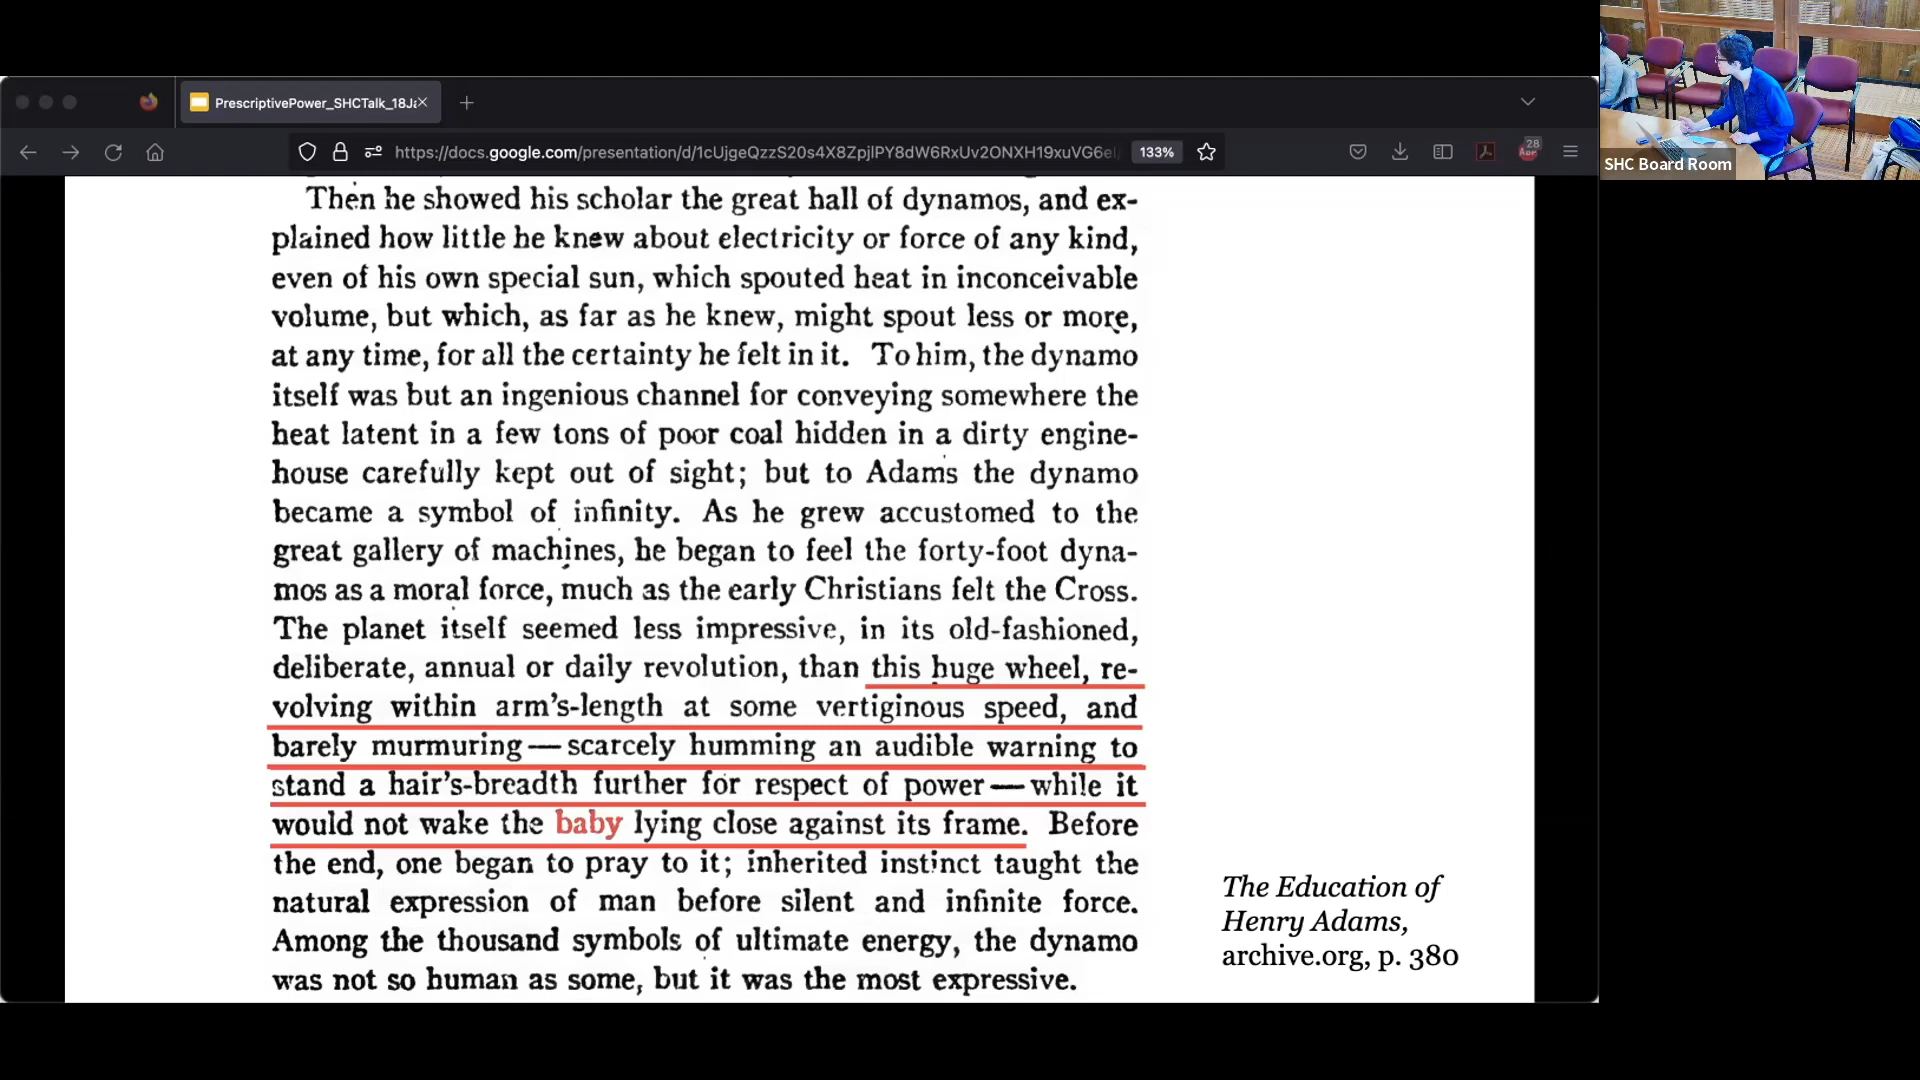 PrescriptivePower_SHCTalk_18Ja
https://docs.google.com/presentation/d/1cUjgeQzzS20s4X8ZpjlPY8dW6RxUv2ONXH19xuVG6el
133%
28
SHC Board Room
Then he showed his scholar the great hall of dynamos, and ex-
plained how little he knew about electricity or force of any kind,
even of his own special sun, which spouted heat in inconceivable
volume, but which, as far as he knew, might spout less or more,
at any time, for all the certainty he felt in it. To him, the dynamo
itself was but an ingenious channel for conveying somewhere the
heat latent in a few tons of poor coal hidden in a dirty engine-
house carefully kept out of sight; but to Adams the dynamo
became a symbol of infinity. As he grew accustomed to the
great gallery of machines, he began to feel the forty-foot dyna-
mos as a moral force, much as the early Christians felt the Cross.
The planet itself seemed less impressive, in its old-fashioned,
deliberate, annual or daily revolution, than this huge wheel, re-
volving within arm's-length at some vertiginous speed, and
barely murmuring—scarcely humming an audible warning to
stand a hair's-breadth further for respect of power—while it
would not wake the baby lying close against its frame. Before
the end, one began to pray to it; inherited instinct taught the
natural expression of man before silent and infinite force.
Among the thousand symbols of ultimate energy, the dynamo
was not so human as some, but it was the most expressive.
The Education of
Henry Adams,
archive.org, p. 380